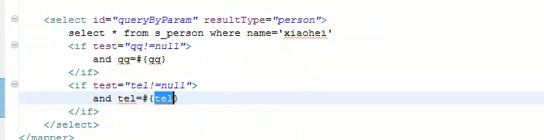 <select id="queryByParam" resultType="person">
select * from s_person where name='xiaohei'
<if test="qq!=null">
and qq=#{qq}
</if>
<if test="tel!=null">
and tel=#{tel}
</if>
</select>
</mapper>